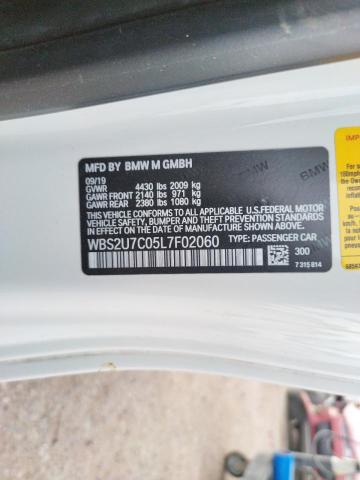 MFD BY BMW M GMBH
09/19
GVWR 4430 lbs 2009 kg
GAWR FRONT 2140 lbs 971 kg
GAWR REAR 2380 lbs 1080 kg
THIS VEHICLE CONFORMS TO ALL APPLICABLE U.S.FEDERAL MOTOR
VEHICLE SAFETY, BUMPER, AND THEFT PREVENTION STANDARDS
IN EFFECT ON THE DATE OF MANUFACTURE SHOWN ABOVE.
WBS2U7C05L7F02060 TYPE: PASSENGER CAR
300
7 315 814
BMW